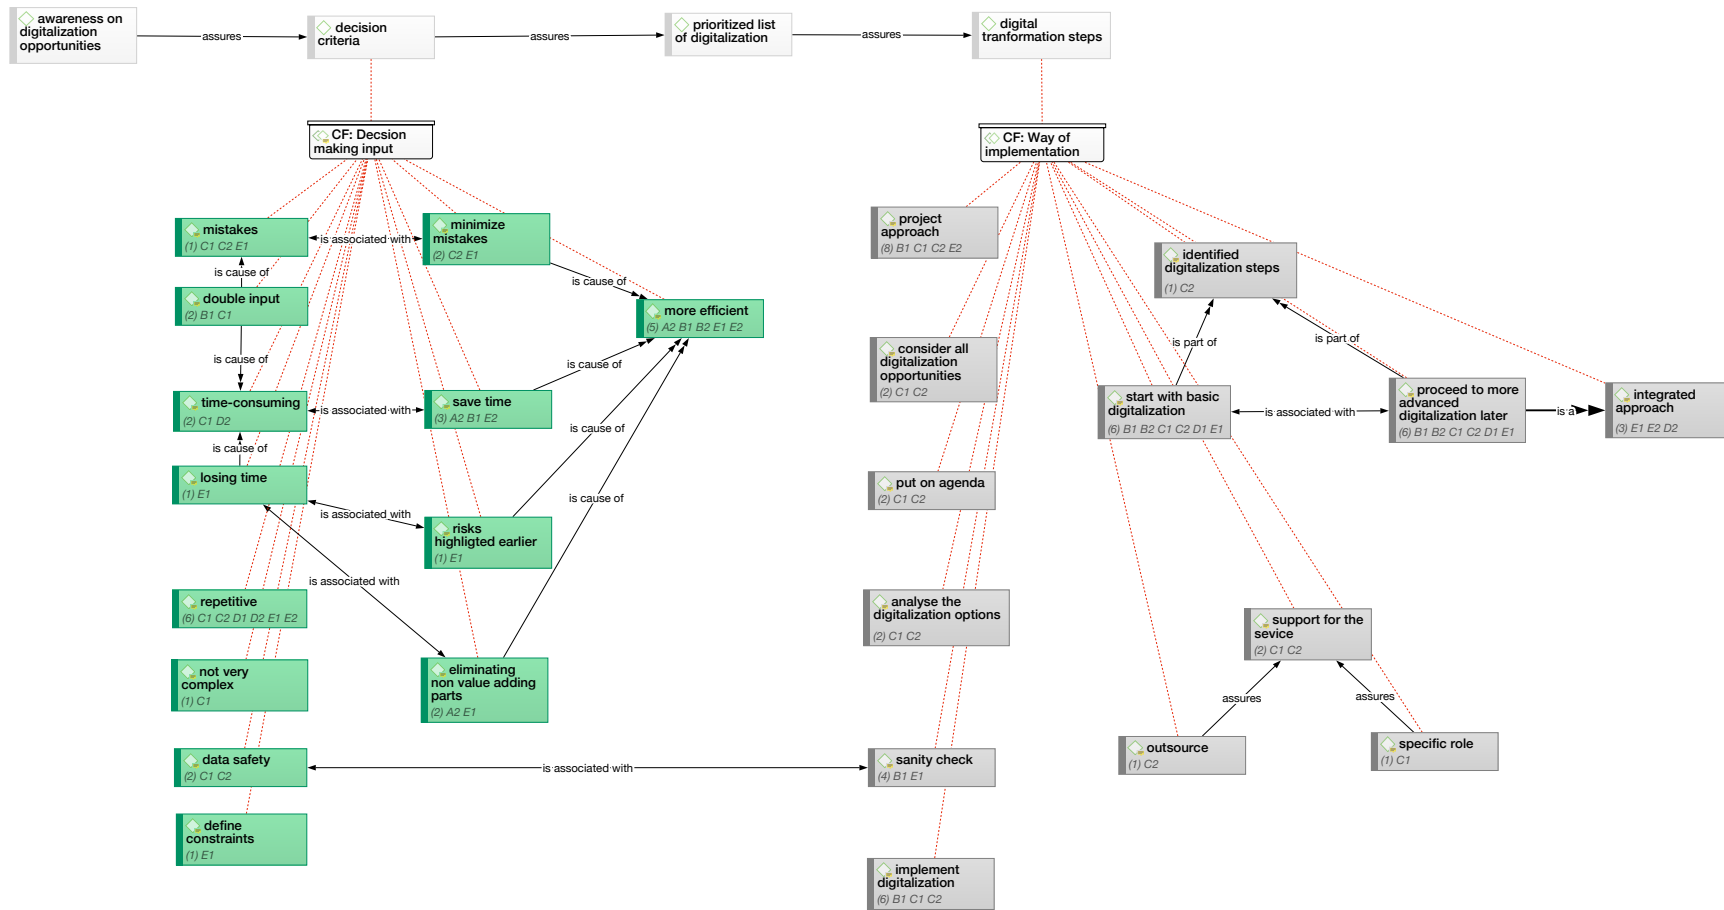 awareness on
digitalization
opportunities
assures
decision
criteria
assures
prioritized list
of digitalization
assures
digital
tranformation steps
CF: Decsion
making input
CF: Way of
implementation
mistakes
(1) C1 C2 E1
is associated with
minimize
mistakes
(2) C2 E1
is cause of
is cause of
double input
(2) B1 C1
more efficient
(5) A2 B1 B2 E1 E2
is cause of
is cause of
time-consuming
(2) C1 D2
is associated with
save time
(3) A2 B1 E2
is cause of
is cause of
losing time
(1) E1
is associated with
is cause of
risks
highligted earlier
(1) E1
is associated with
repetitive
(6) C1 C2 D1 D2 E1 E2
not very
complex
(1) C1
eliminating
non value adding
parts
(2) A2 E1
data safety
(2) C1 C2
is associated with
define
constraints
(1) E1
project
approach
(8) B1 C1 C2 E2
identified
digitalization steps
(1) C2
consider all
digitalization
opportunities
(2) C1 C2
is part of
is part of
start with basic
digitalization
(6) B1 B2 C1 C2 D1 E1
is associated with
proceed to more
advanced
digitalization later
(6) B1 B2 C1 C2 D1 E1
is a
integrated
approach
(3) E1 E2 D2
put on agenda
(2) C1 C2
analyse the
digitalization options
(2) C1 C2
support for the
sevice
(2) C1 C2
assures
assures
sanity check
(4) B1 E1
outsource
(1) C2
specific role
(1) C1
implement
digitalization
(6) B1 C1 C2